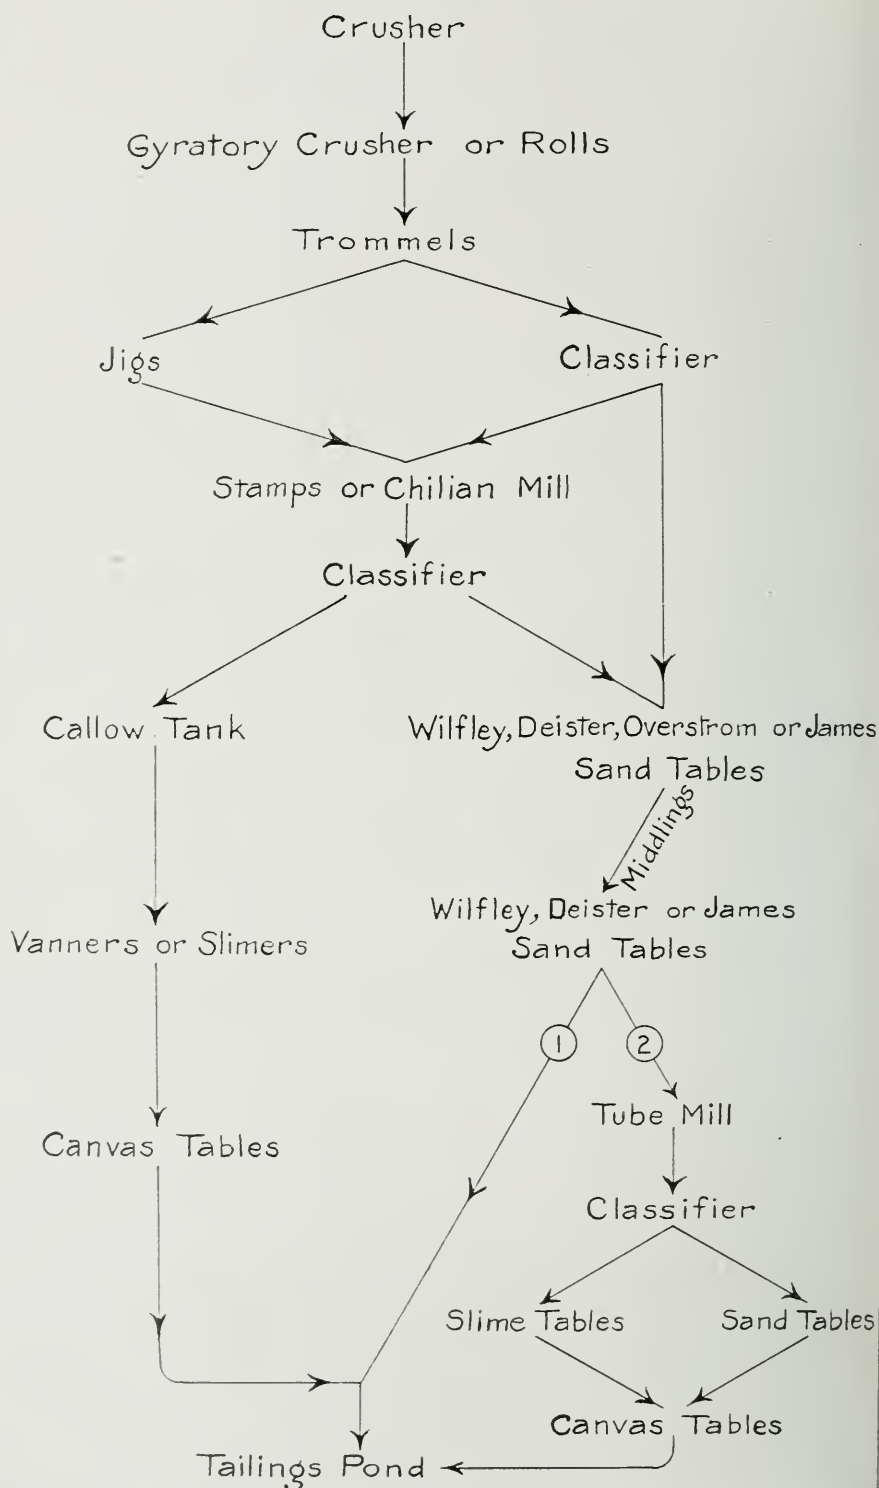 Crusher
Gyratory Crusher or Rolls
Trommels
Jigs
Classifier
Stamps or Chilian Mill
Classifier
Callow Tank
Wilfley, Deister, Overstrom or James
Sand Tables
Middlings
Wilfley, Deister or James
Sand Tables
Vanners or Slimers
1
2
Tube Mill
Canvas Tables
Classifier
Slime Tables
Sand Tables
Canvas Tables
Tailings Pond